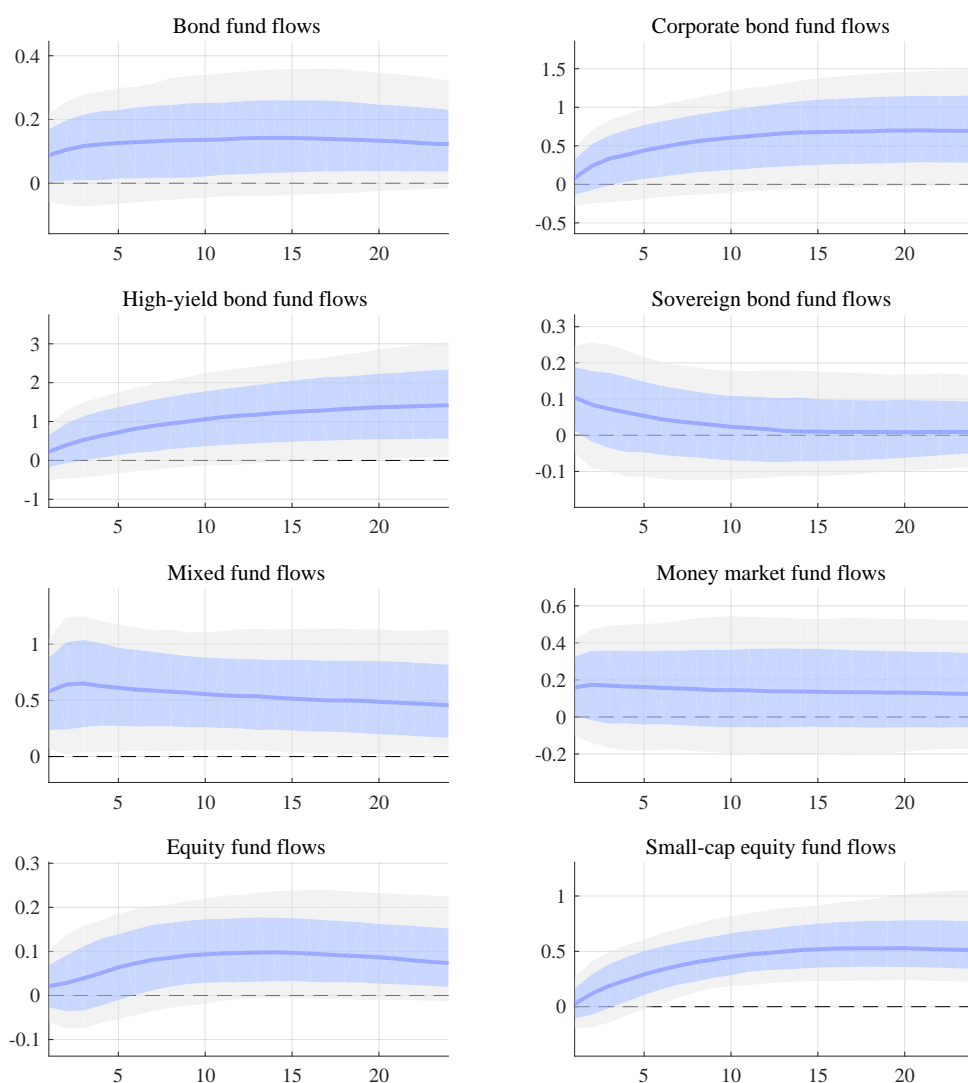 Bond fund flows
0.4
0.2
0
5 10 15 20
Corporate bond fund flows
1.5
1
0.5
0
-0.5
5 10 15 20
High-yield bond fund flows
3
2
1
0
-1
5 10 15 20
Sovereign bond fund flows
0.3
0.2
0.1
0
-0.1
5 10 15 20
Mixed fund flows
1
0.5
0
5 10 15 20
Money market fund flows
0.6
0.4
0.2
0
-0.2
5 10 15 20
Equity fund flows
0.3
0.2
0.1
0
-0.1
5 10 15 20
Small-cap equity fund flows
1
0.5
0
5 10 15 20